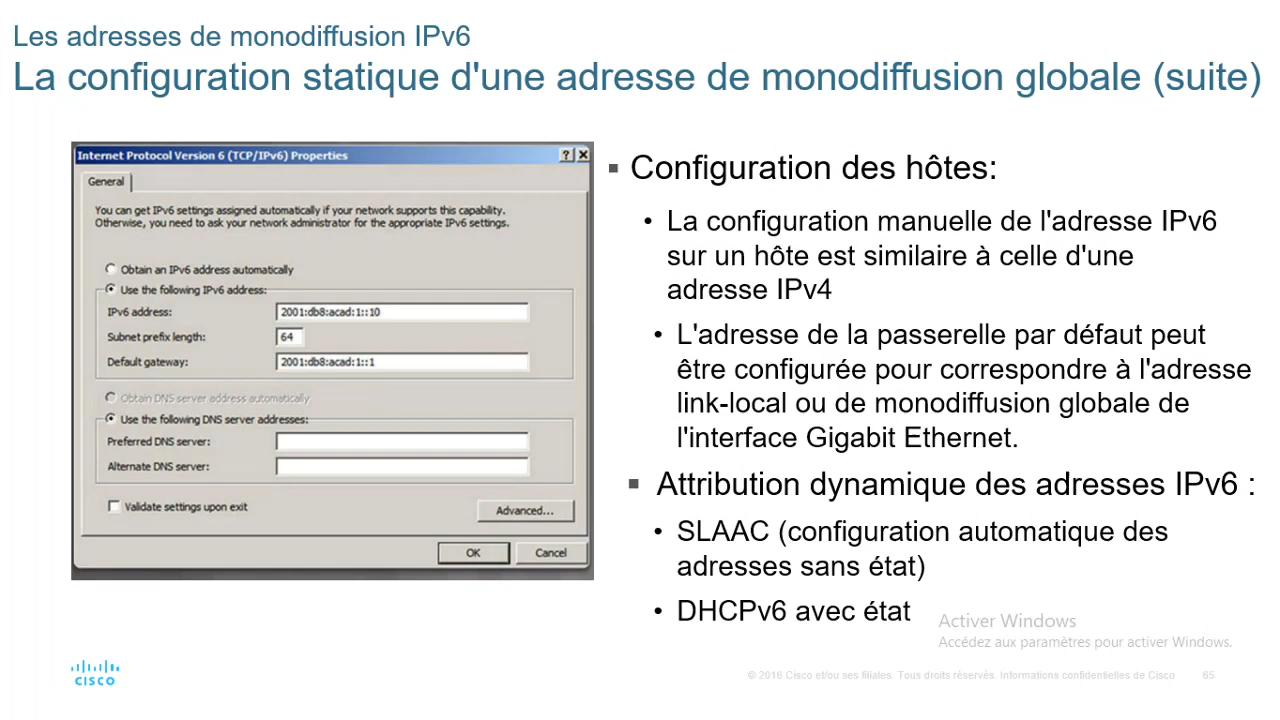 Les adresses de monodiffusion IPv6
La configuration statique d'une adresse de monodiffusion globale (suite)
Internet Protocol Version 6 (TCP/IPv6) Properties
General
You can get IPv6 settings assigned automatically if your network supports this capability.
Otherwise, you need to ask your network administrator for the appropriate IPv6 settings.
Obtain an IPv6 address automatically
Use the following IPv6 address:
IPv6 address: 2001:db8:acad:1::10
Subnet prefix length: 64
Default gateway: 2001:db8:acad:1::1
Obtain DNS server address automatically
Use the following DNS server addresses:
Preferred DNS server:
Alternate DNS server:
Validate settings upon exit
Advanced...
OK Cancel
▪ Configuration des hôtes:
• La configuration manuelle de l'adresse IPv6
sur un hôte est similaire à celle d'une
adresse IPv4
• L'adresse de la passerelle par défaut peut
être configurée pour correspondre à l'adresse
link-local ou de monodiffusion globale de
l'interface Gigabit Ethernet.
▪ Attribution dynamique des adresses IPv6 :
• SLAAC (configuration automatique des
adresses sans état)
• DHCPv6 avec état
Activer Windows
Accédez aux paramètres pour activer Windows.
CISCO
© 2016 Cisco et/ou ses filiales. Tous droits réservés. Informations confidentielles de Cisco 65